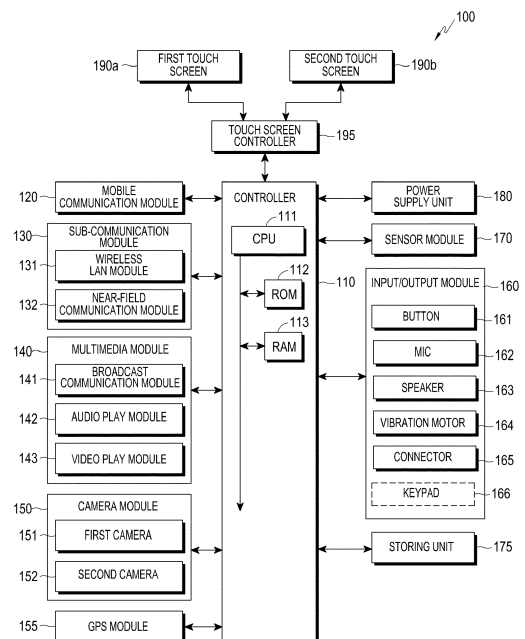 100
190a
FIRST TOUCH
SCREEN
SECOND TOUCH
SCREEN
190b
TOUCH SCREEN
CONTROLLER
195
120
MOBILE
COMMUNICATION MODULE
130
SUB-COMMUNICATION
MODULE
131
WIRELESS
LAN MODULE
132
NEAR-FIELD
COMMUNICATION MODULE
140
MULTIMEDIA MODULE
141
BROADCAST
COMMUNICATION MODULE
142
AUDIO PLAY MODULE
143
VIDEO PLAY MODULE
150
CAMERA MODULE
151
FIRST CAMERA
152
SECOND CAMERA
155
GPS MODULE
CONTROLLER
111
CPU
112
ROM
113
RAM
110
POWER
SUPPLY UNIT
180
SENSOR MODULE
170
INPUT/OUTPUT MODULE
160
BUTTON
161
MIC
162
SPEAKER
163
VIBRATION MOTOR
164
CONNECTOR
165
KEYPAD
166
STORING UNIT
175